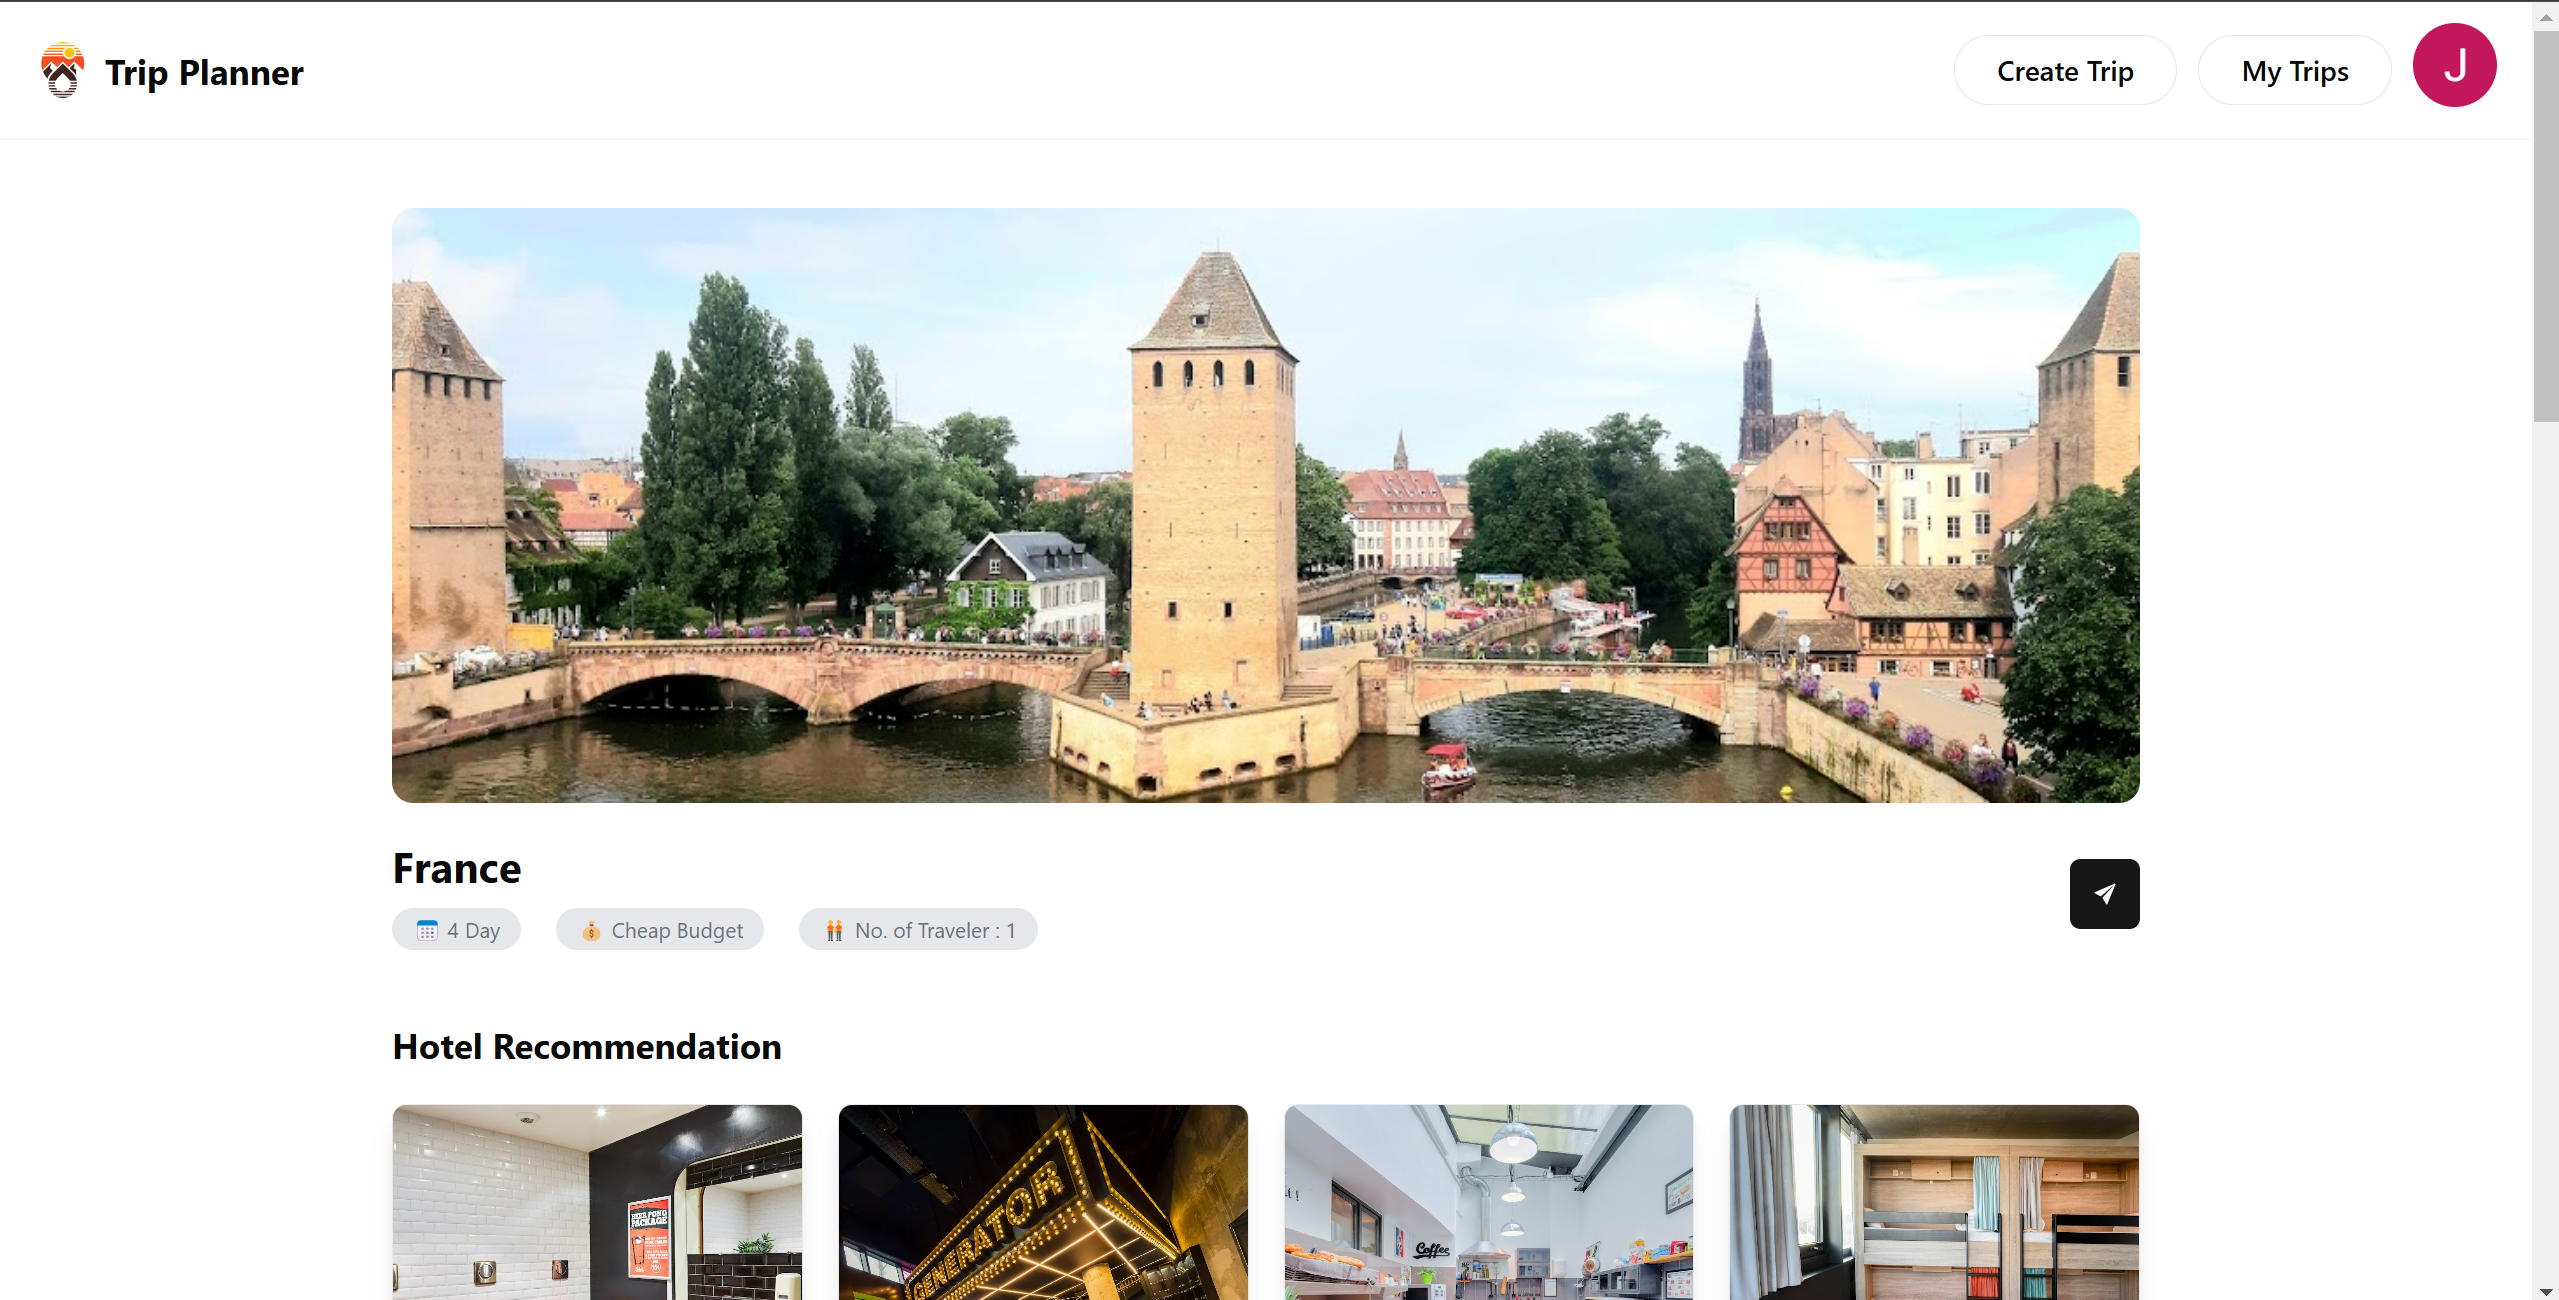 Trip Planner
Create Trip
My Trips
J
France
4 Day
Cheap Budget
No. of Traveler : 1
Hotel Recommendation
BEER PONG
PACKAGE
GENERATOR
Coffee